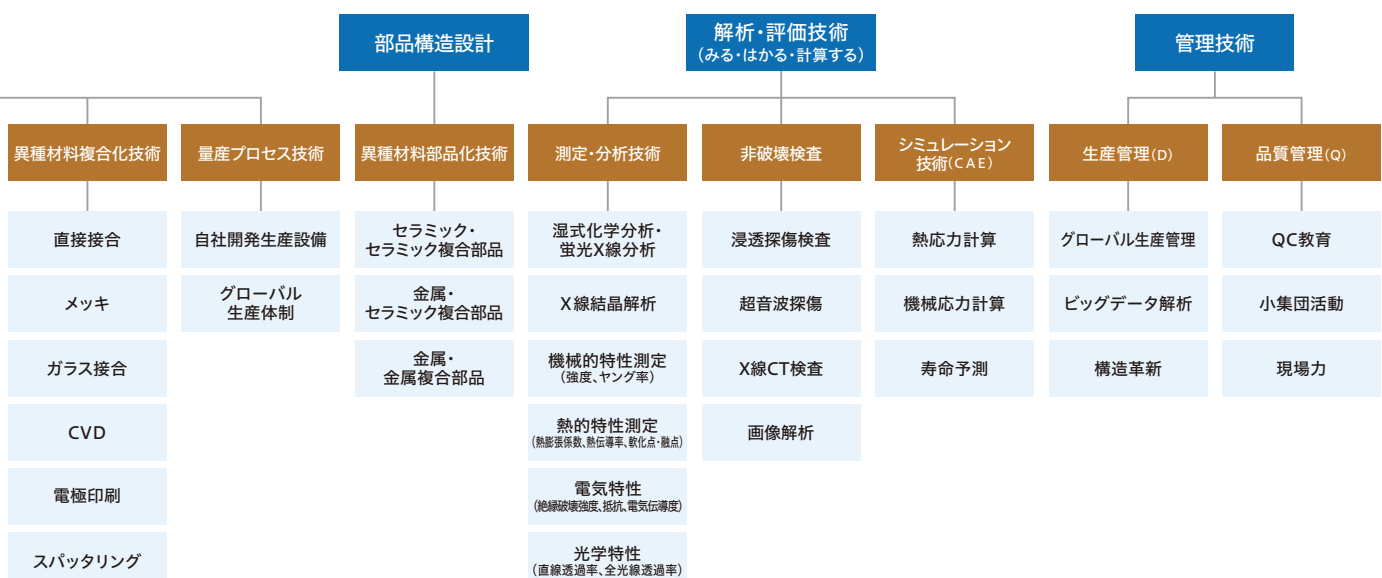 部品構造設計
解析・評価技術
（みる・はかる・計算する）
管理技術
異種材料複合化技術
量産プロセス技術
異種材料部品化技術
測定・分析技術
非破壊検査
シミュレーション
技術（CAE）
生産管理（D）
品質管理（Q）
直接接合
メッキ
ガラス接合
CVD
電極印刷
スパッタリング
自社開発生産設備
グローバル
生産体制
セラミック・
セラミック複合部品
金属・
セラミック複合部品
金属・
金属複合部品
湿式化学分析・
蛍光X線分析
X線結晶解析
機械的特性測定
（強度、ヤング率）
熱的特性測定
（熱膨張係数、熱伝導率、軟化点・融点）
電気特性
（絶縁破壊強度、抵抗、電気伝導度）
光学特性
（直線透過率、全光線透過率）
浸透探傷検査
超音波探傷
X線CT検査
画像解析
熱応力計算
機械応力計算
寿命予測
グローバル生産管理
ビッグデータ解析
構造革新
QC教育
小集団活動
現場力